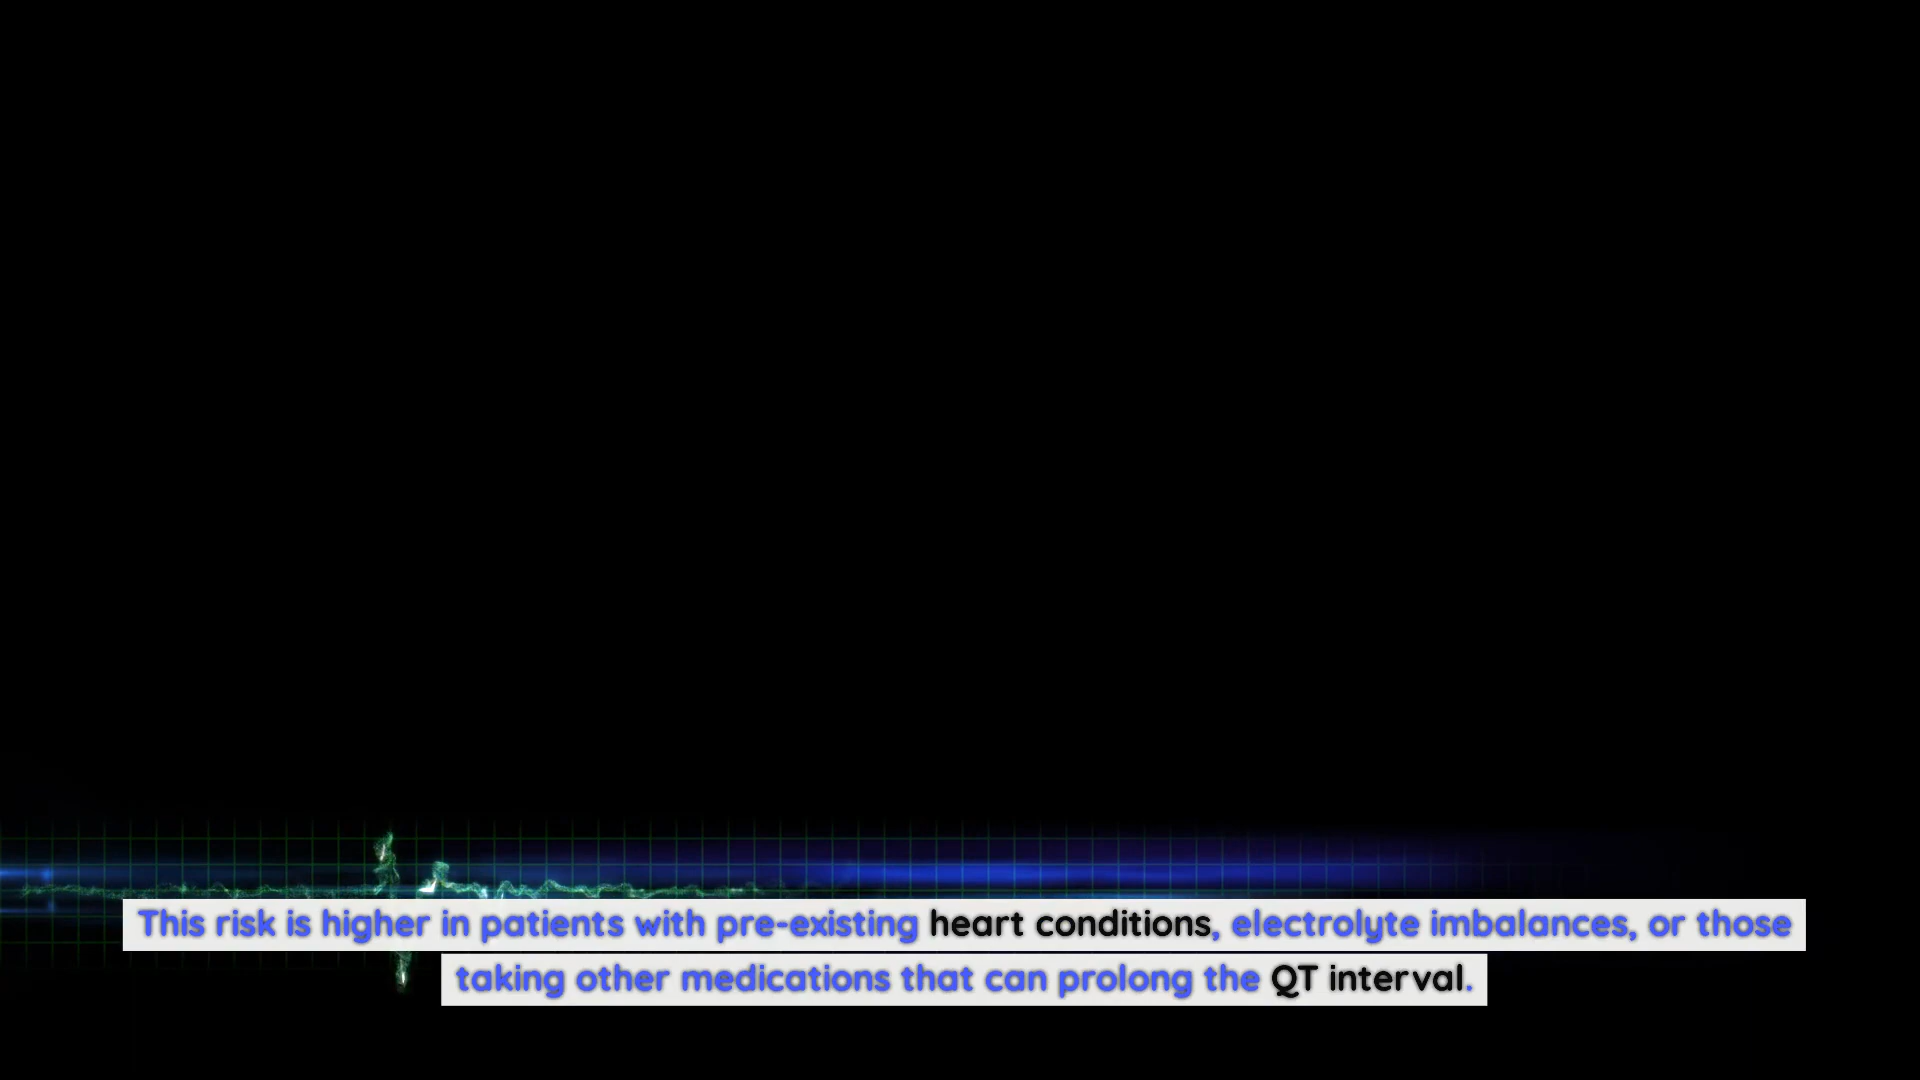 This risk is higher in patients with pre-existing heart conditions, electrolyte imbalances, or those
taking other medications that can prolong the QT interval.